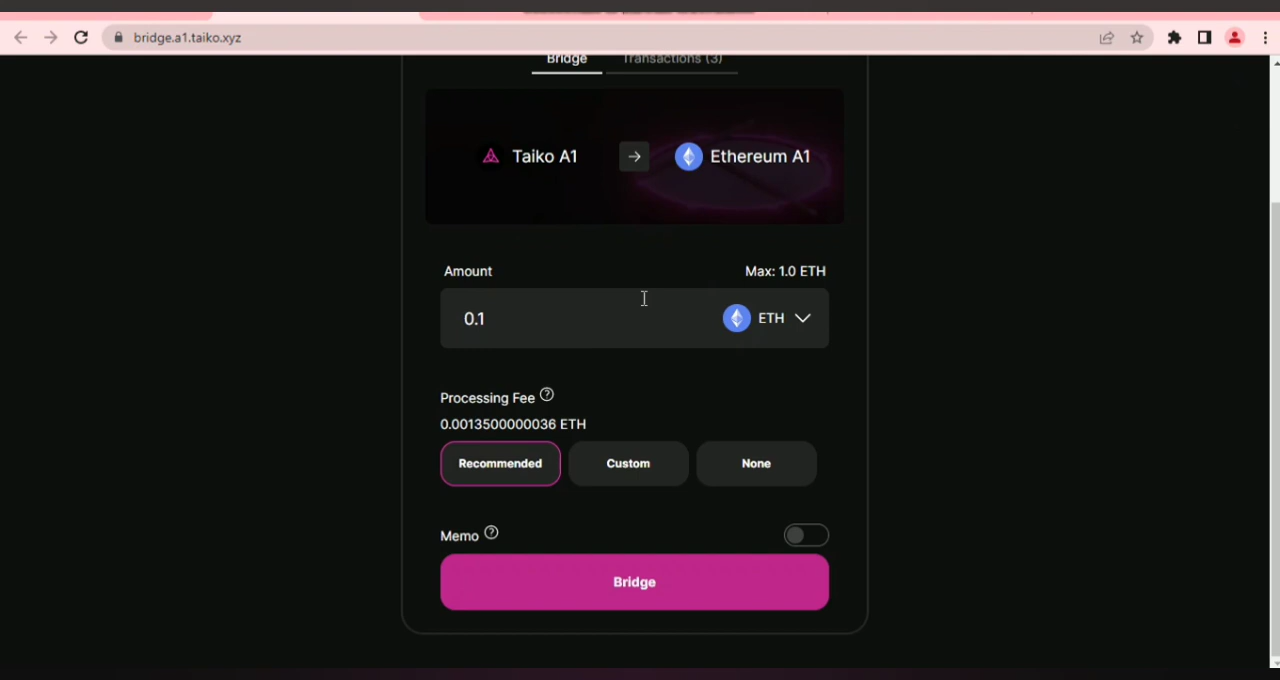 bridge.a1.taiko.xyz
Bridge Transactions (3)
Taiko A1 → Ethereum A1
Amount Max: 1.0 ETH
0.1 ETH
Processing Fee ?
0.0013500000036 ETH
Recommended Custom None
Memo ?
Bridge